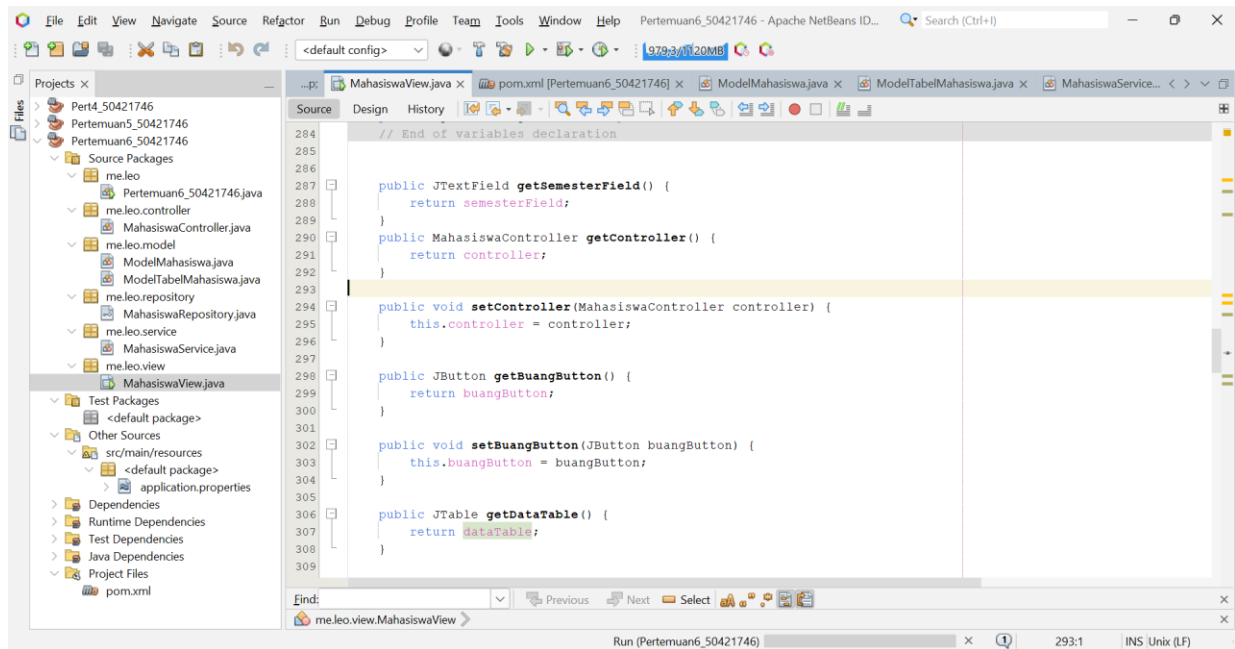 File Edit View Navigate Source Refactor Run Debug Profile Team Tools Window Help Pertemuan6_50421746 - Apache NetBeans ID... Search (Ctrl+I)
<default config> 979,3/1120MB
Projects
Files
Pert4_50421746
Pertemuan5_50421746
Pertemuan6_50421746
Source Packages
me.leo
Pertemuan6_50421746.java
me.leo.controller
MahasiswaController.java
me.leo.model
ModelMahasiswa.java
ModelTabelMahasiswa.java
me.leo.repository
MahasiswaRepository.java
me.leo.service
MahasiswaService.java
me.leo.view
MahasiswaView.java
Test Packages
<default package>
Other Sources
src/main/resources
<default package>
application.properties
Dependencies
Runtime Dependencies
Test Dependencies
Java Dependencies
Project Files
pom.xml
...p; MahasiswaView.java pom.xml [Pertemuan6_50421746] ModelMahasiswa.java ModelTabelMahasiswa.java MahasiswaService...
Source Design History
284 // End of variables declaration
285
286
287 public JTextField getSemesterField() {
288 return semesterField;
289 }
290 public MahasiswaController getController() {
291 return controller;
292 }
293
294 public void setController(MahasiswaController controller) {
295 this.controller = controller;
296 }
297
298 public JButton getBuangButton() {
299 return buangButton;
300 }
301
302 public void setBuangButton(JButton buangButton) {
303 this.buangButton = buangButton;
304 }
305
306 public JTable getDataTable() {
307 return dataTable;
308 }
309
Find: Previous Next Select
me.leo.view.MahasiswaView
Run (Pertemuan6_50421746) 1 293:1 INS Unix (LF)